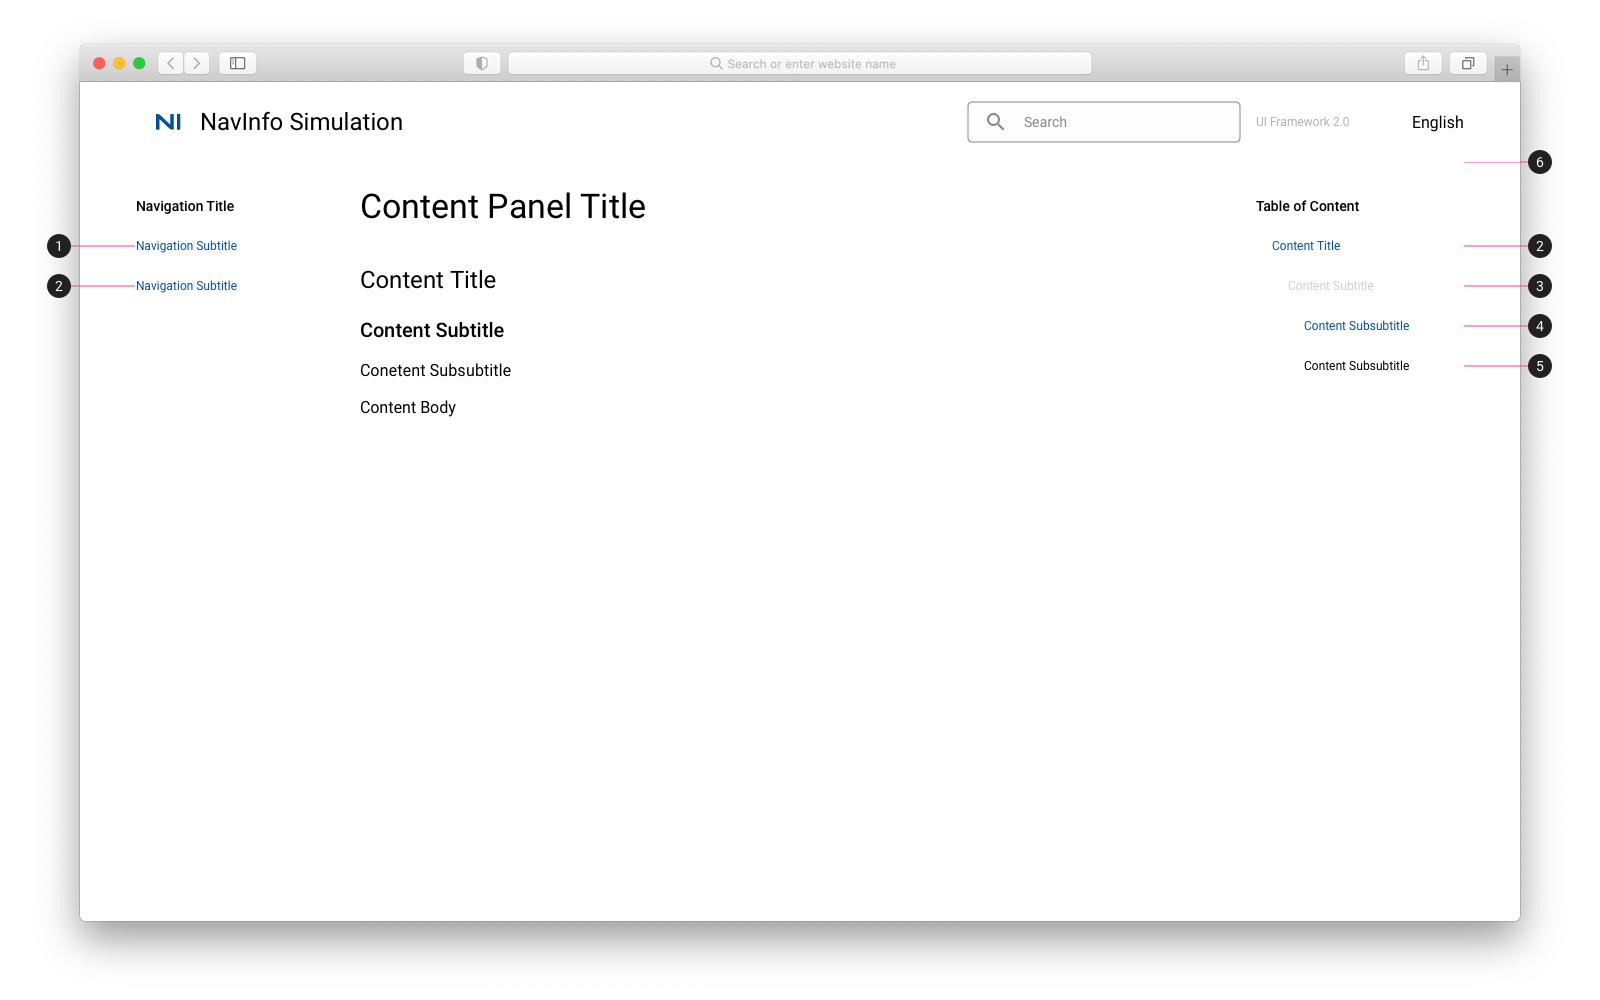 Search or enter website name
NI NavInfo Simulation
Search
UI Framework 2.0
English
6
Navigation Title
Content Panel Title
Table of Content
1
Navigation Subtitle
Content Title
2
2
Navigation Subtitle
Content Title
Content Subtitle
3
Content Subtitle
Content Subsubtitle
4
Conetent Subsubtitle
Content Subsubtitle
5
Content Body